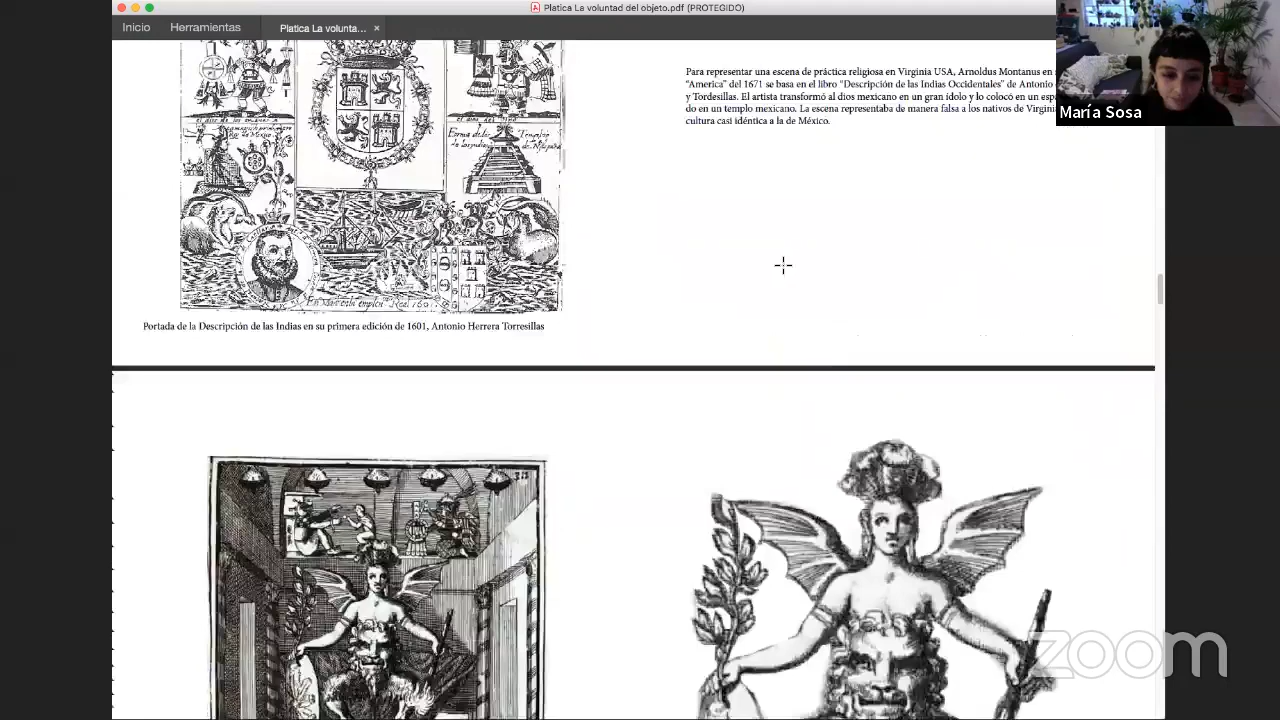 Platica La voluntad del objeto.pdf (PROTEGIDO)
Inicio
Herramientas
Platica La volunta... ×
Para representar una escena de práctica religiosa en Virginia USA, Arnoldus Montanus en
"America" del 1671 se basa en el libro "Descripción de las Indias Occidentales" de Antonio
y Tordesillas. El artista transformó al dios mexicano en un gran ídolo y lo colocó en un
do en un templo mexicano. La escena representaba de manera falsa a los nativos de
cultura casi idéntica a la de México.
María Sosa
Portada de la Descripción de las Indias en su primera edición de 1601, Antonio Herrera Torresillas
zoom